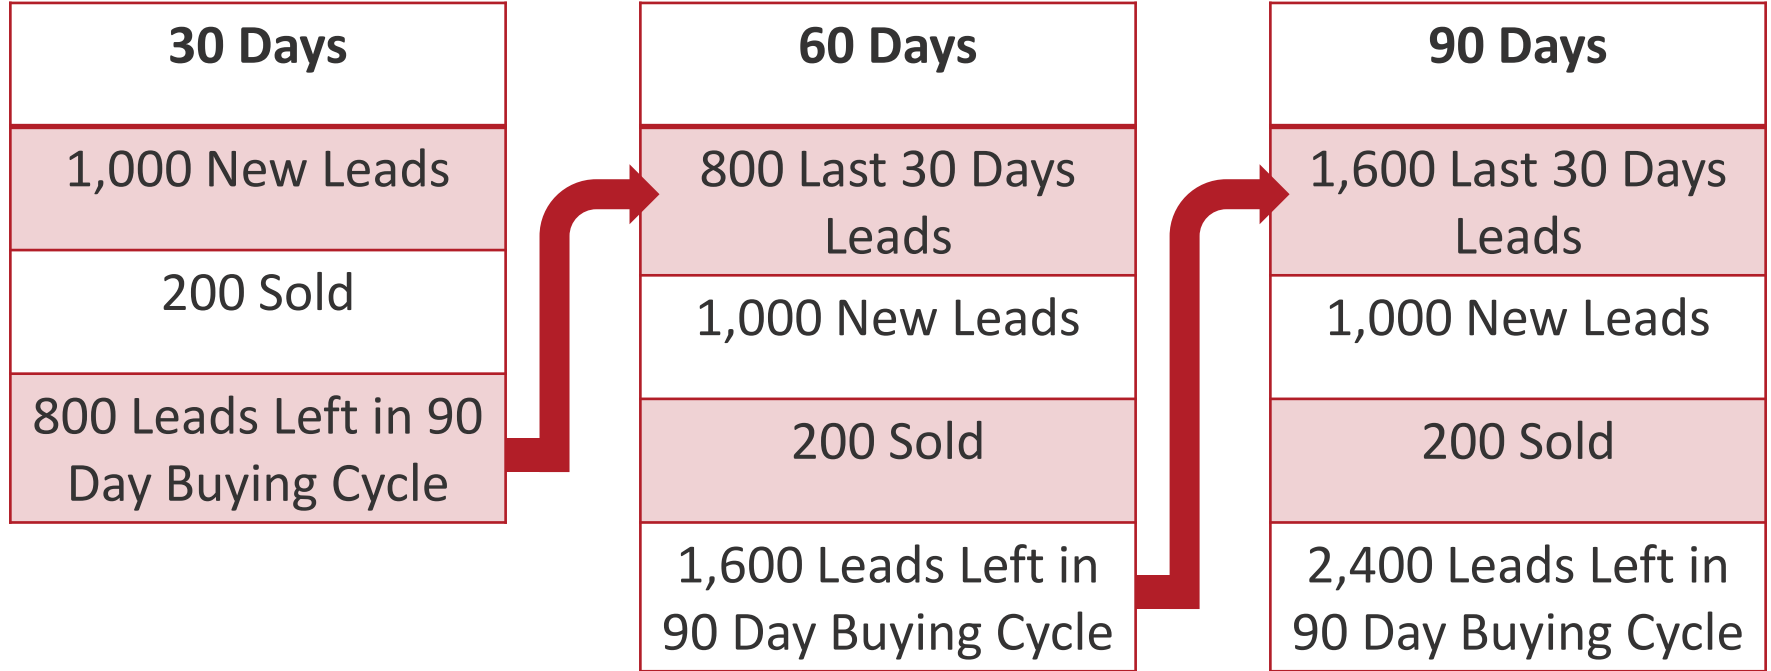 30 Days
1,000 New Leads
200 Sold
800 Leads Left in 90
Day Buying Cycle
60 Days
800 Last 30 Days
Leads
1,000 New Leads
200 Sold
1,600 Leads Left in
90 Day Buying Cycle
90 Days
1,600 Last 30 Days
Leads
1,000 New Leads
200 Sold
2,400 Leads Left in
90 Day Buying Cycle